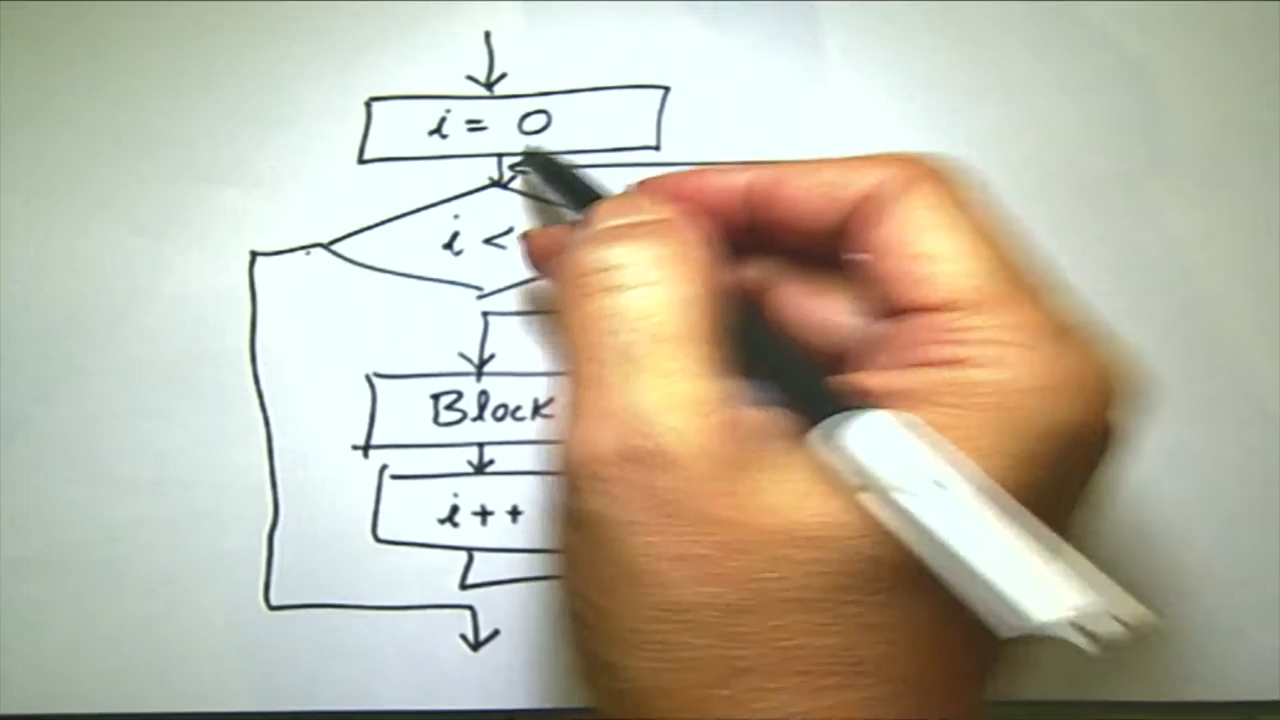 i = 0
i <
Block
i++